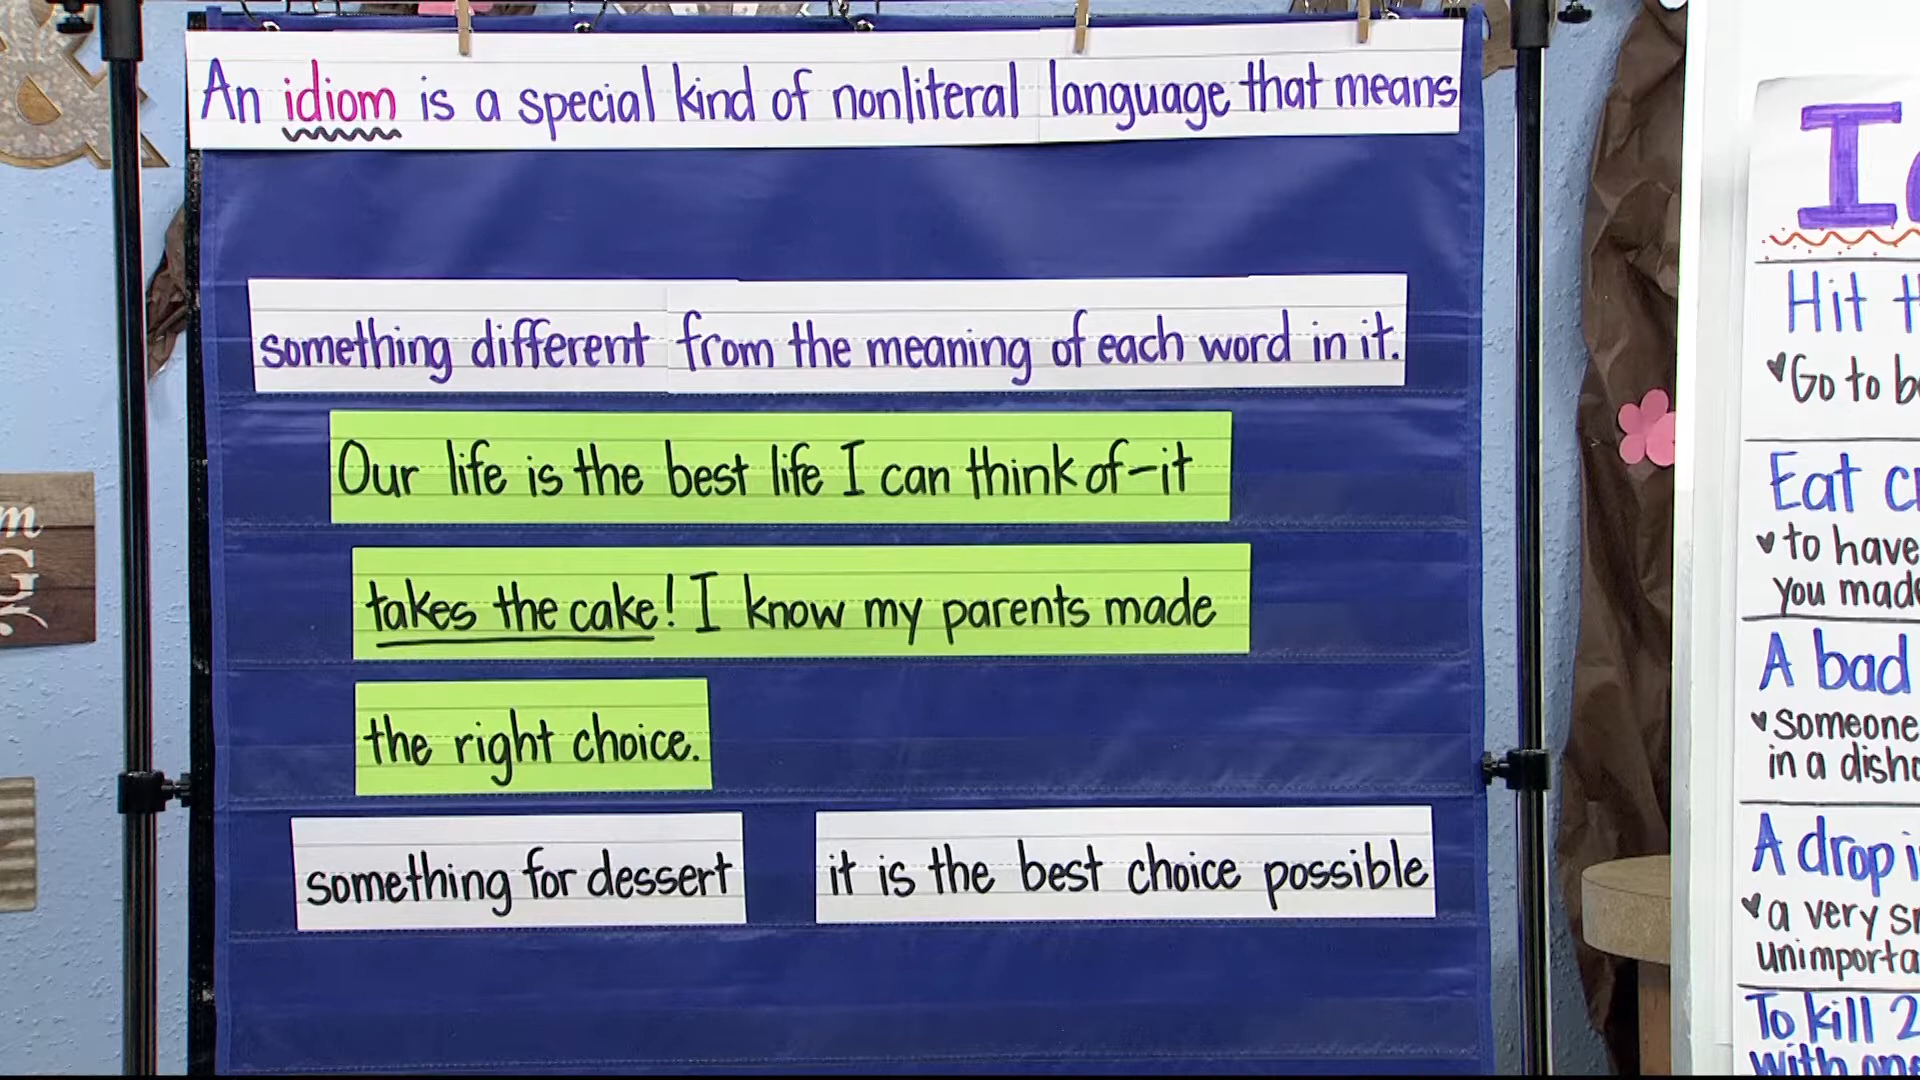 An idiom is a special kind of nonliteral language that means
something different from the meaning of each word in it.
Our life is the best life I can think of-it
takes the cake! I know my parents made
the right choice.
something for dessert
it is the best choice possible
Hit
Go to
Eat
to have
you made
A bad
someone
in a
A drop
a very
To kill 2
with